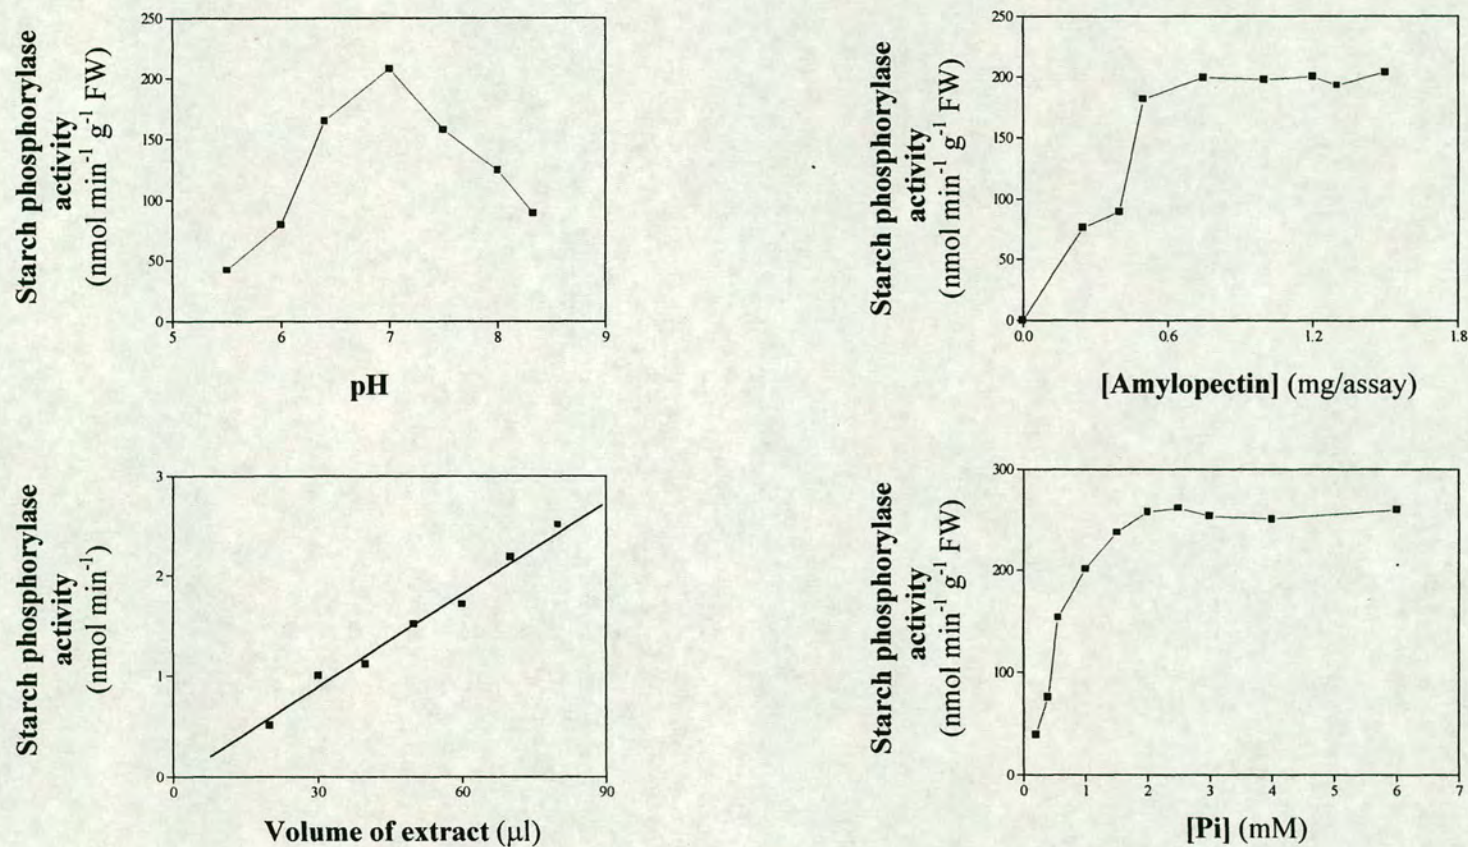 Starch phosphorylase
activity
(nmol min⁻¹ g⁻¹ FW)
250
200
150
100
50
0
5 6 7 8 9
pH
Starch phosphorylase
activity
(nmol min⁻¹ g⁻¹ FW)
250
200
150
100
50
0
0.0 0.6 1.2 1.8
[Amylopectin] (mg/assay)
Starch phosphorylase
activity
(nmol min⁻¹)
3
2
1
0
0 30 60 90
Volume of extract (µl)
Starch phosphorylase
activity
(nmol min⁻¹ g⁻¹ FW)
300
200
100
0
0 1 2 3 4 5 6 7
[Pi] (mM)